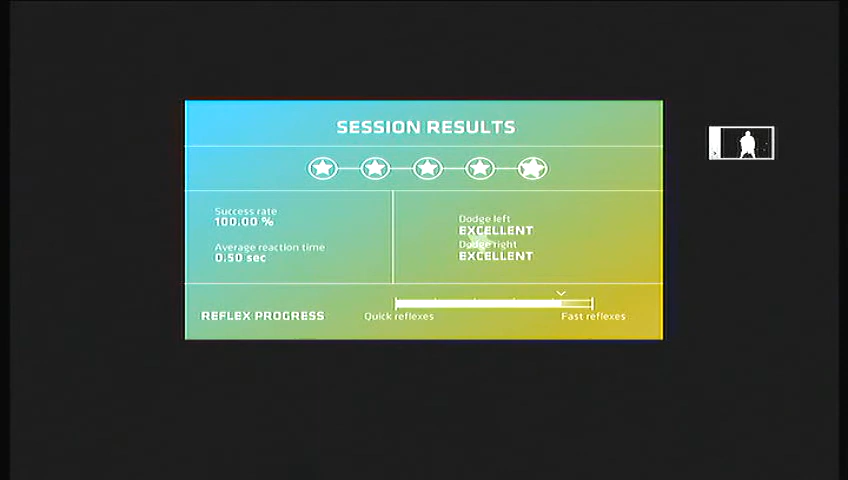 SESSION RESULTS
Success rate
100.00 %
Average reaction time
0.50 sec
Dodge left
EXCELLENT
Dodge right
EXCELLENT
REFLEX PROGRESS
Quick reflexes
Fast reflexes